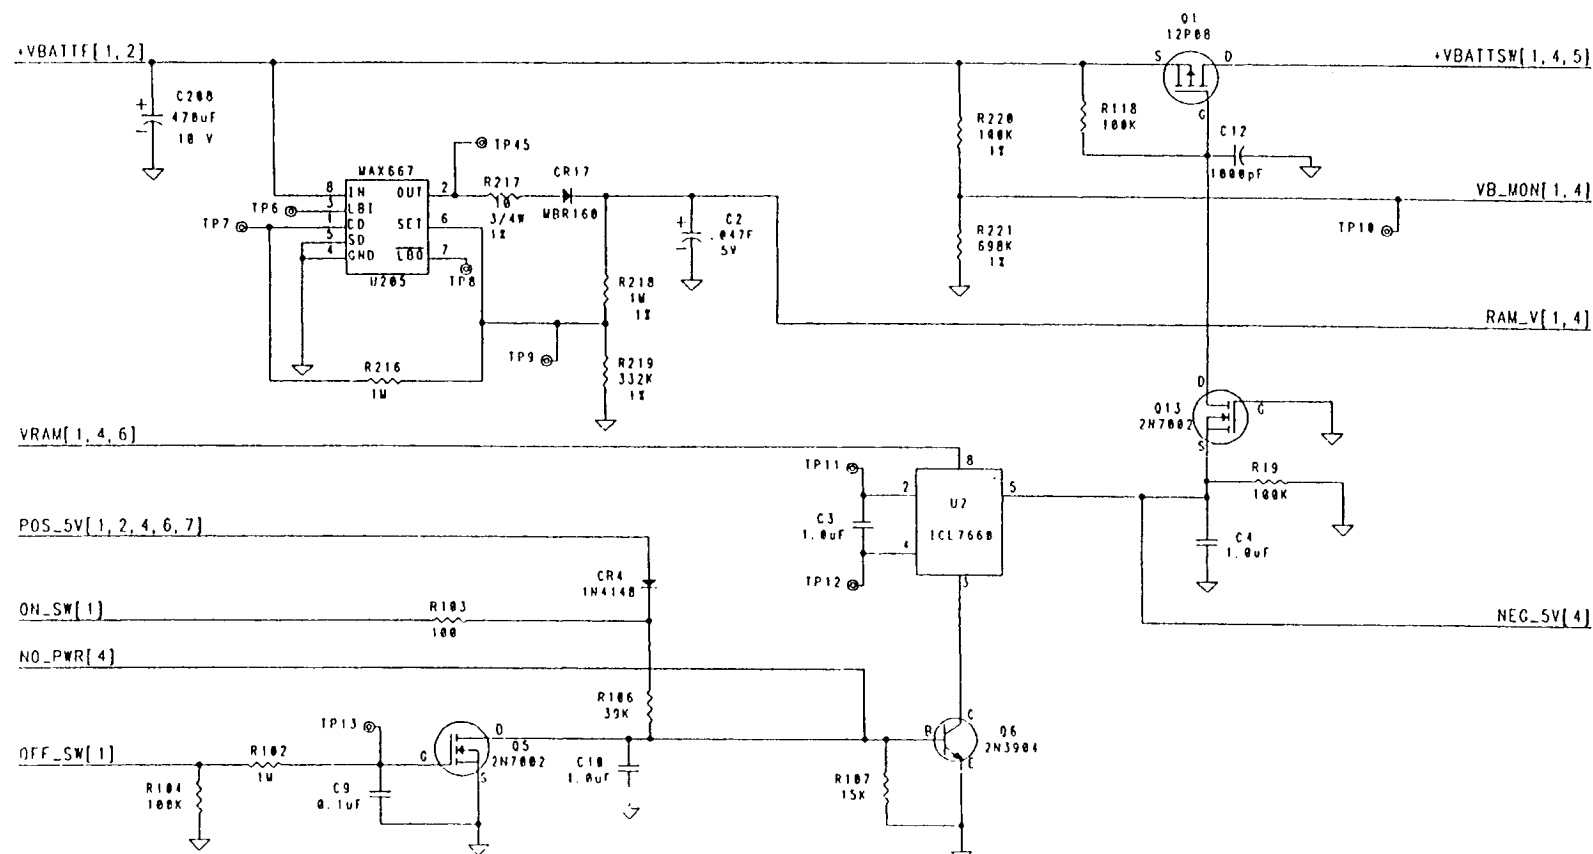 Q1
12P08
+VBATTF[1,2]
S
D
+VBATTSW[1,4,5]
G
C208
470uF
10 V
+
-
R220
100K
1%
R118
100K
C12
1000pF
TP45
MAX667
8
IN
OUT
2
R217
10
3/4W
1%
CR17
MBR160
VB_MON[1,4]
TP6
3
LBI
TP7
1
CD
SET
6
5
SD
4
GND
LBO
7
U205
TP8
+
-
C2
.047F
5V
R221
698K
1%
TP10
R218
1M
1%
RAM_V[1,4]
TP9
R219
332K
1%
R216
1M
D
Q13
2N7002
G
S
VRAM[1,4,6]
TP11
8
2
U2
5
R19
100K
POS_5V[1,2,4,6,7]
C3
1.0uF
ICL7660
4
C4
1.0uF
CR4
1N4148
TP12
3
ON_SW[1]
R103
100
NEG_5V[4]
NO_PWR[4]
R106
39K
TP13
D
C
B
Q6
2N3904
E
OFF_SW[1]
R102
1M
G
Q5
2N7002
S
C10
1.0uF
R104
100K
C9
0.1uF
R107
15K